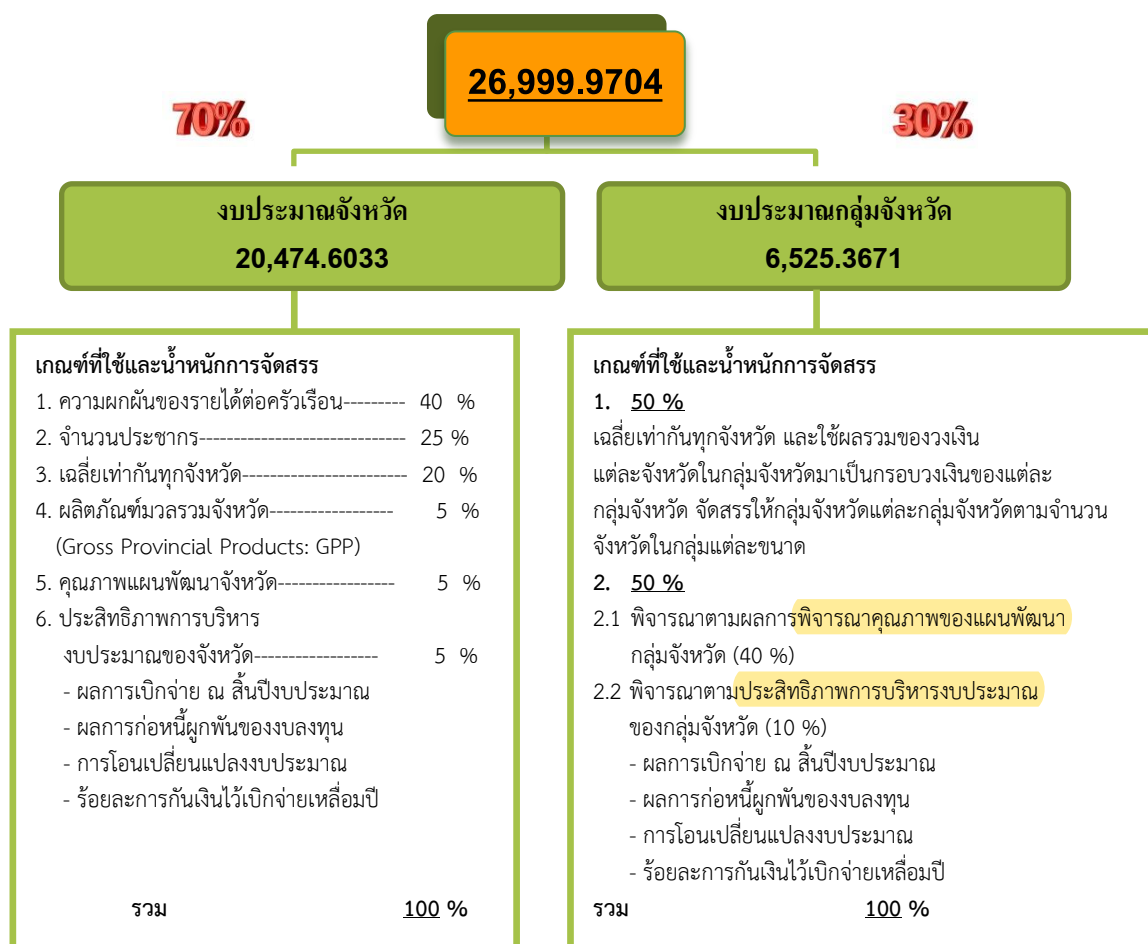 26,999.9704
70%
30%
งบประมาณจังหวัด
20,474.6033
งบประมาณกลุ่มจังหวัด
6,525.3671
เกณฑ์ที่ใช้และน้ำหนักการจัดสรร
1. ความผกผันของรายได้ต่อครัวเรือน--------- 40 %
2. จำนวนประชากร------------------------------ 25 %
3. เฉลี่ยเท่ากันทุกจังหวัด------------------------ 20 %
4. ผลิตภัณฑ์มวลรวมจังหวัด------------------ 5 %
(Gross Provincial Products: GPP)
5. คุณภาพแผนพัฒนาจังหวัด----------------- 5 %
6. ประสิทธิภาพการบริหาร
งบประมาณของจังหวัด------------------ 5 %
- ผลการเบิกจ่าย ณ สิ้นปีงบประมาณ
- ผลการก่อหนี้ผูกพันของงบลงทุน
- การโอนเปลี่ยนแปลงงบประมาณ
- ร้อยละการกันเงินไว้เบิกจ่ายเหลื่อมปี
รวม 100 %
เกณฑ์ที่ใช้และน้ำหนักการจัดสรร
1. 50 %
เฉลี่ยเท่ากันทุกจังหวัด และใช้ผลรวมของวงเงิน
แต่ละจังหวัดในกลุ่มจังหวัดมาเป็นกรอบวงเงินของแต่ละ
กลุ่มจังหวัด จัดสรรให้กลุ่มจังหวัดแต่ละกลุ่มจังหวัดตามจำนวน
จังหวัดในกลุ่มแต่ละขนาด
2. 50 %
2.1 พิจารณาตามผลการพิจารณาคุณภาพของแผนพัฒนา
กลุ่มจังหวัด (40 %)
2.2 พิจารณาตามประสิทธิภาพการบริหารงบประมาณ
ของกลุ่มจังหวัด (10 %)
- ผลการเบิกจ่าย ณ สิ้นปีงบประมาณ
- ผลการก่อหนี้ผูกพันของงบลงทุน
- การโอนเปลี่ยนแปลงงบประมาณ
- ร้อยละการกันเงินไว้เบิกจ่ายเหลื่อมปี
รวม 100 %